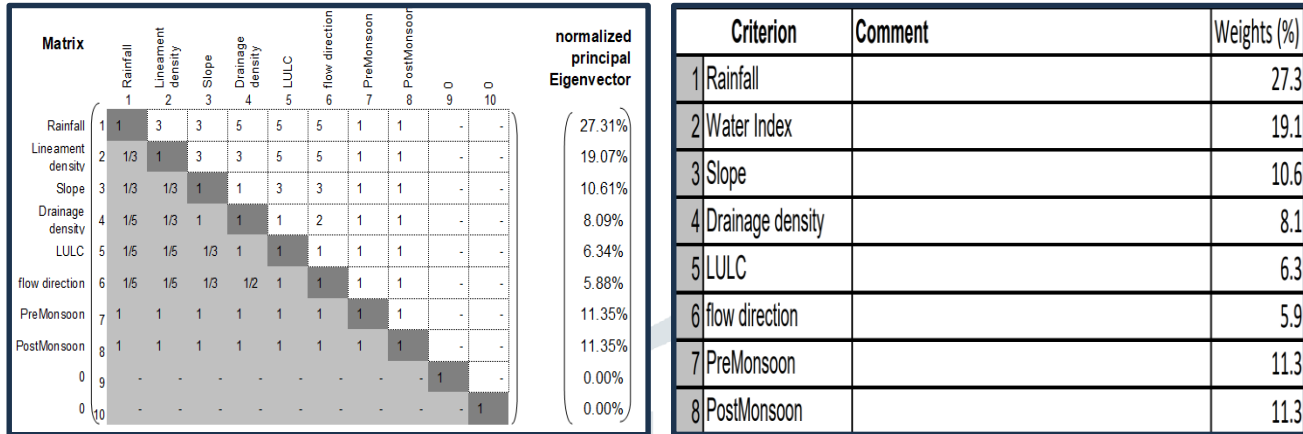 Matrix
Rainfall
Lineament density
Slope
Drainage density
LULC
flow direction
PreMonsoon
PostMonsoon
0
0
normalized
principal
Eigenvector
1 2 3 4 5 6 7 8 9 10
Rainfall 1 1 3 3 5 5 5 1 1 - - 27.31%
Lineament density 2 1/3 1 3 3 5 5 1 1 - - 19.07%
Slope 3 1/3 1/3 1 1 3 3 1 1 - - 10.61%
Drainage density 4 1/5 1/3 1 1 1 2 1 1 - - 8.09%
LULC 5 1/5 1/5 1/3 1 1 1 1 1 - - 6.34%
flow direction 6 1/5 1/5 1/3 1/2 1 1 1 1 - - 5.88%
PreMonsoon 7 1 1 1 1 1 1 1 1 - - 11.35%
PostMonsoon 8 1 1 1 1 1 1 1 1 - - 11.35%
0 9 - - - - - - - - 1 - 0.00%
0 10 - - - - - - - - - 1 0.00%
Criterion Comment Weights (%)
1 Rainfall 27.3
2 Water Index 19.1
3 Slope 10.6
4 Drainage density 8.1
5 LULC 6.3
6 flow direction 5.9
7 PreMonsoon 11.3
8 PostMonsoon 11.3